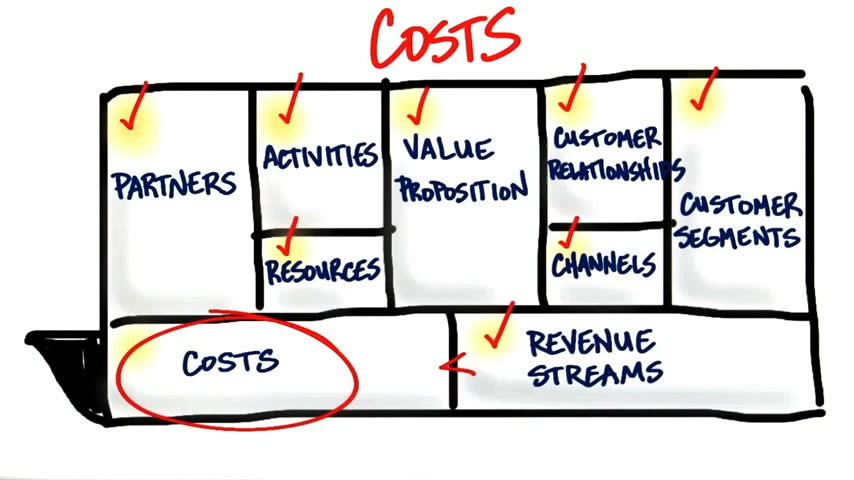 COSTS
PARTNERS
ACTIVITIES
RESOURCES
VALUE
PROPOSITION
CUSTOMER
RELATIONSHIPS
CHANNELS
CUSTOMER
SEGMENTS
COSTS
<
REVENUE
STREAMS